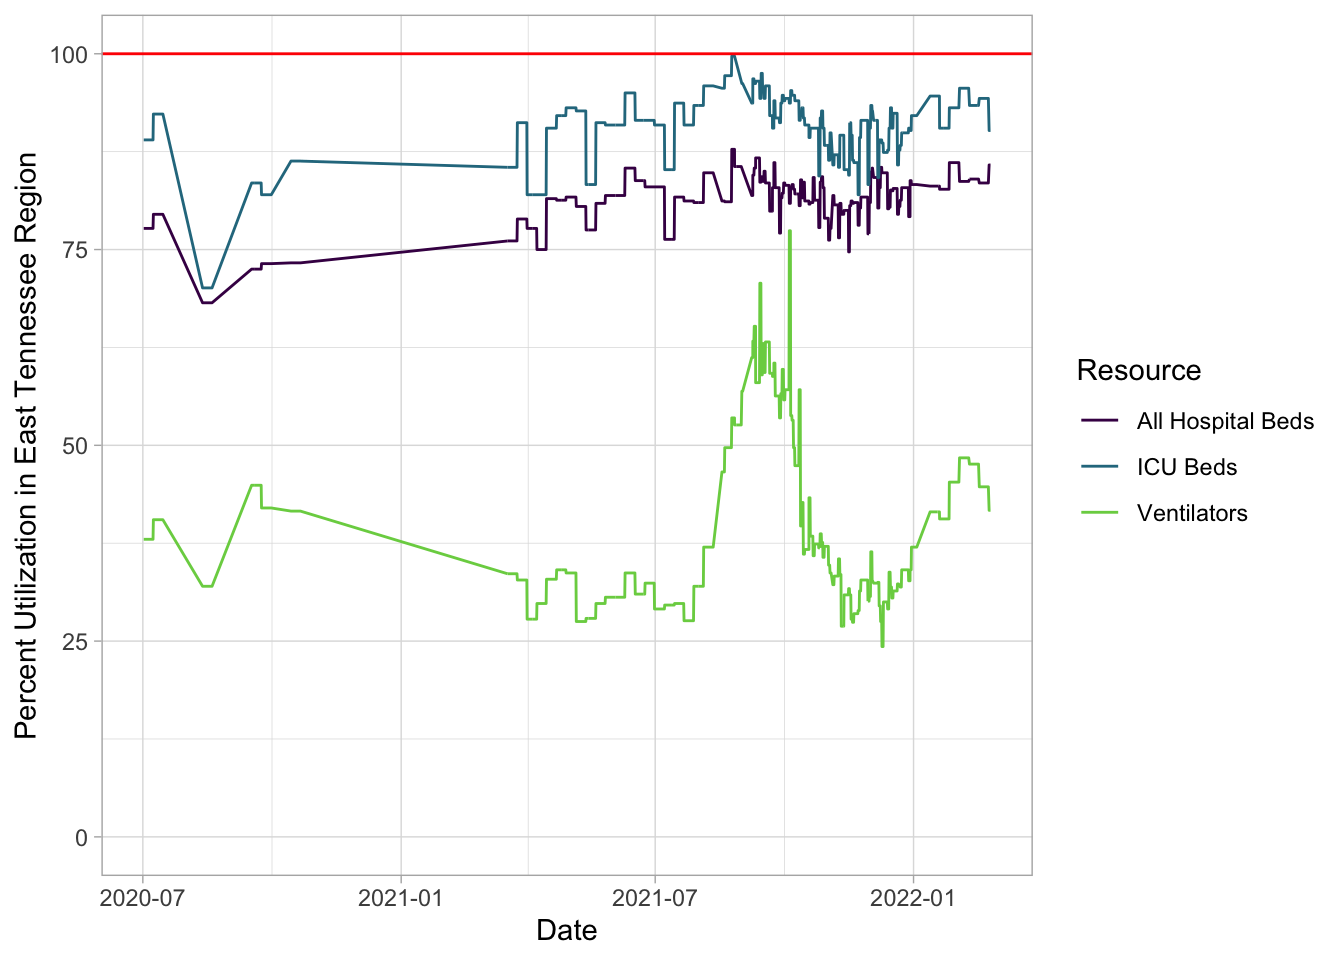 Percent Utilization in East Tennessee Region
100
75
50
25
0
2020-07
2021-01
2021-07
2022-01
Date
Resource
All Hospital Beds
ICU Beds
Ventilators